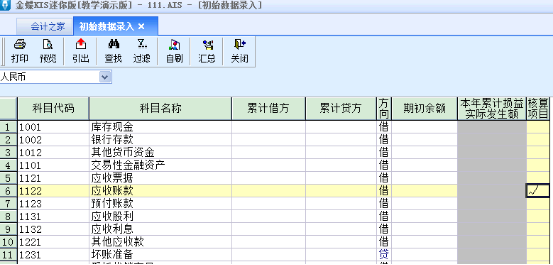 金蝶KIS迷你版[教学演示版] - 111.AIS - [初始数据录入]
会计之家 初始数据录入 ×
打印 预览 引出 查找 过滤 自刷 汇总 关闭
人民币
科目代码 科目名称 累计借方 累计贷方 方向 期初余额 本年累计损益实际发生额 核算项目
1 1001 库存现金 借
2 1002 银行存款 借
3 1012 其他货币资金 借
4 1101 交易性金融资产 借
5 1121 应收票据 借
6 1122 应收账款 借 √
7 1123 预付账款 借
8 1131 应收股利 借
9 1132 应收利息 借
10 1221 其他应收款 借
11 1231 坏账准备 贷